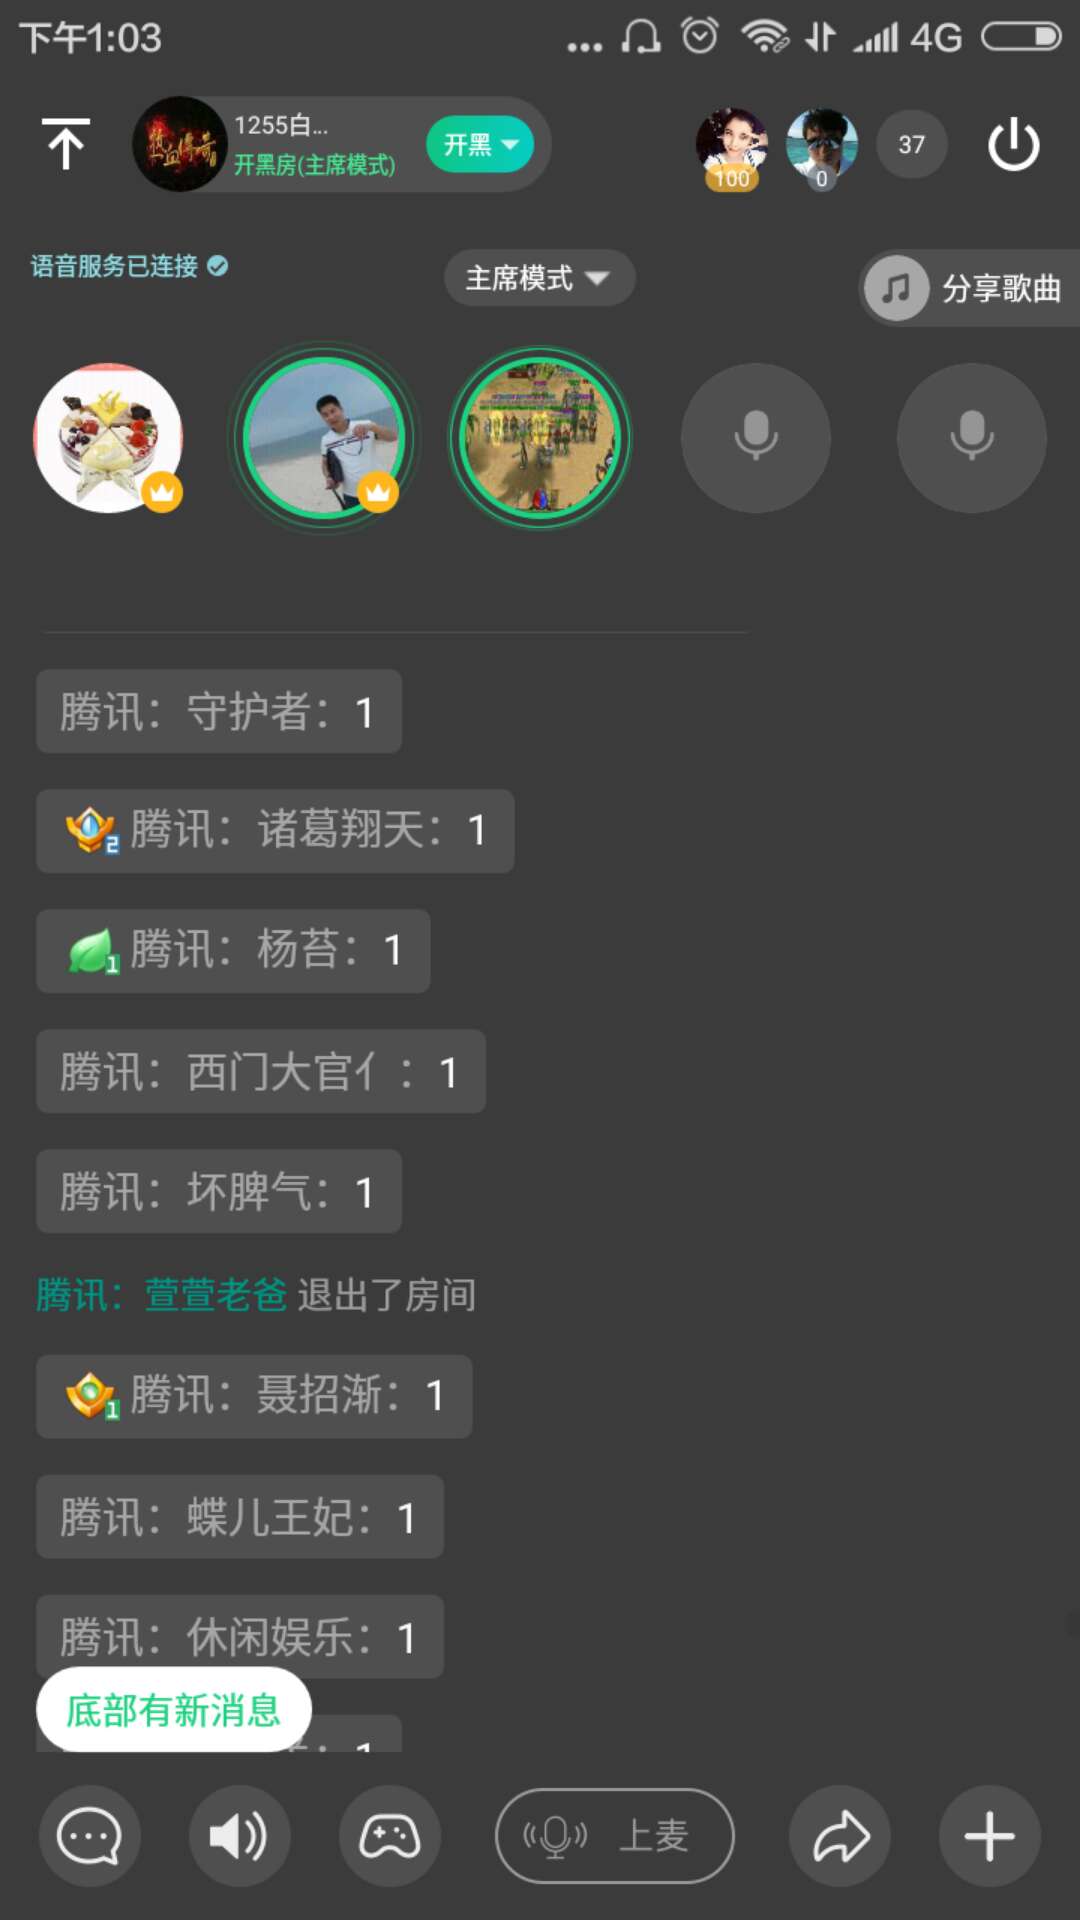 下午1:03
4G
热血传奇
1255白...
开黑房(主席模式)
开黑
100
0
37
语音服务已连接
主席模式
分享歌曲
腾讯：守护者：1
2 腾讯：诸葛翔天：1
1 腾讯：杨苔：1
腾讯：西门大官亻：1
腾讯：坏脾气：1
腾讯：萱萱老爸 退出了房间
1 腾讯：聂招渐：1
腾讯：蝶儿王妃：1
腾讯：休闲娱乐：1
底部有新消息
：1
上麦